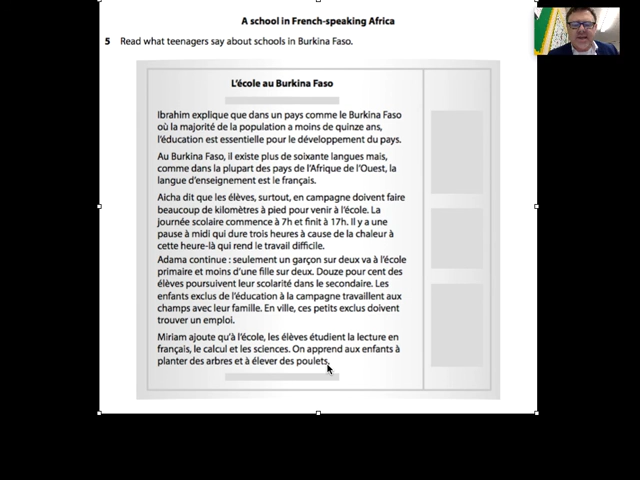 A school in French-speaking Africa
5 Read what teenagers say about schools in Burkina Faso.
L'école au Burkina Faso
Ibrahim explique que dans un pays comme le Burkina Faso
où la majorité de la population a moins de quinze ans,
l'éducation est essentielle pour le développement du pays.
Au Burkina Faso, il existe plus de soixante langues mais,
comme dans la plupart des pays de l'Afrique de l'Ouest, la
langue d'enseignement est le français.
Aicha dit que les élèves, surtout, en campagne doivent faire
beaucoup de kilomètres à pied pour venir à l'école. La
journée scolaire commence à 7h et finit à 17h. Il y a une
pause à midi qui dure trois heures à cause de la chaleur à
cette heure-là qui rend le travail difficile.
Adama continue : seulement un garçon sur deux va à l'école
primaire et moins d'une fille sur deux. Douze pour cent des
élèves poursuivent leur scolarité dans le secondaire. Les
enfants exclus de l'éducation à la campagne travaillent aux
champs avec leur famille. En ville, ces petits exclus doivent
trouver un emploi.
Miriam ajoute qu'à l'école, les élèves étudient la lecture en
français, le calcul et les sciences. On apprend aux enfants à
planter des arbres et à élever des poulets.